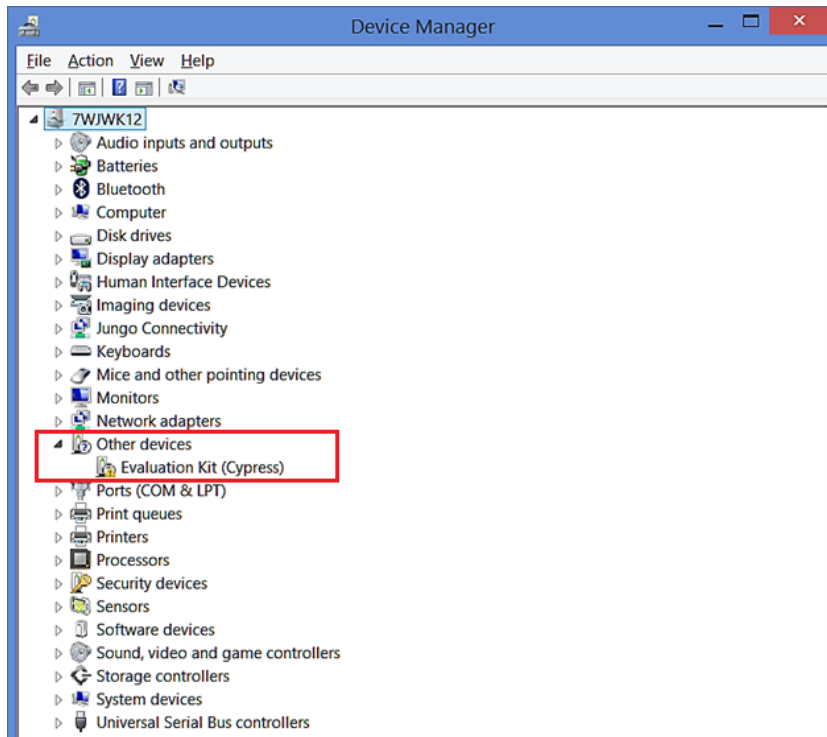 Device Manager
File Action View Help
7WJWK12
Audio inputs and outputs
Batteries
Bluetooth
Computer
Disk drives
Display adapters
Human Interface Devices
Imaging devices
Jungo Connectivity
Keyboards
Mice and other pointing devices
Monitors
Network adapters
Other devices
Evaluation Kit (Cypress)
Ports (COM & LPT)
Print queues
Printers
Processors
Security devices
Sensors
Software devices
Sound, video and game controllers
Storage controllers
System devices
Universal Serial Bus controllers